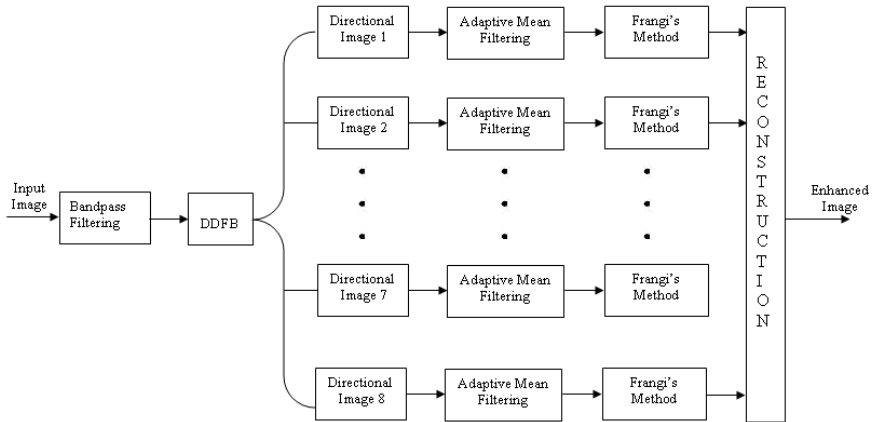 Directional
Image 1
Adaptive Mean
Filtering
Frangi's
Method
Directional
Image 2
Adaptive Mean
Filtering
Frangi's
Method
Input
Image
Bandpass
Filtering
DDFB
RECONSTRUCTION
Enhanced
Image
Directional
Image 7
Adaptive Mean
Filtering
Frangi's
Method
Directional
Image 8
Adaptive Mean
Filtering
Frangi's
Method